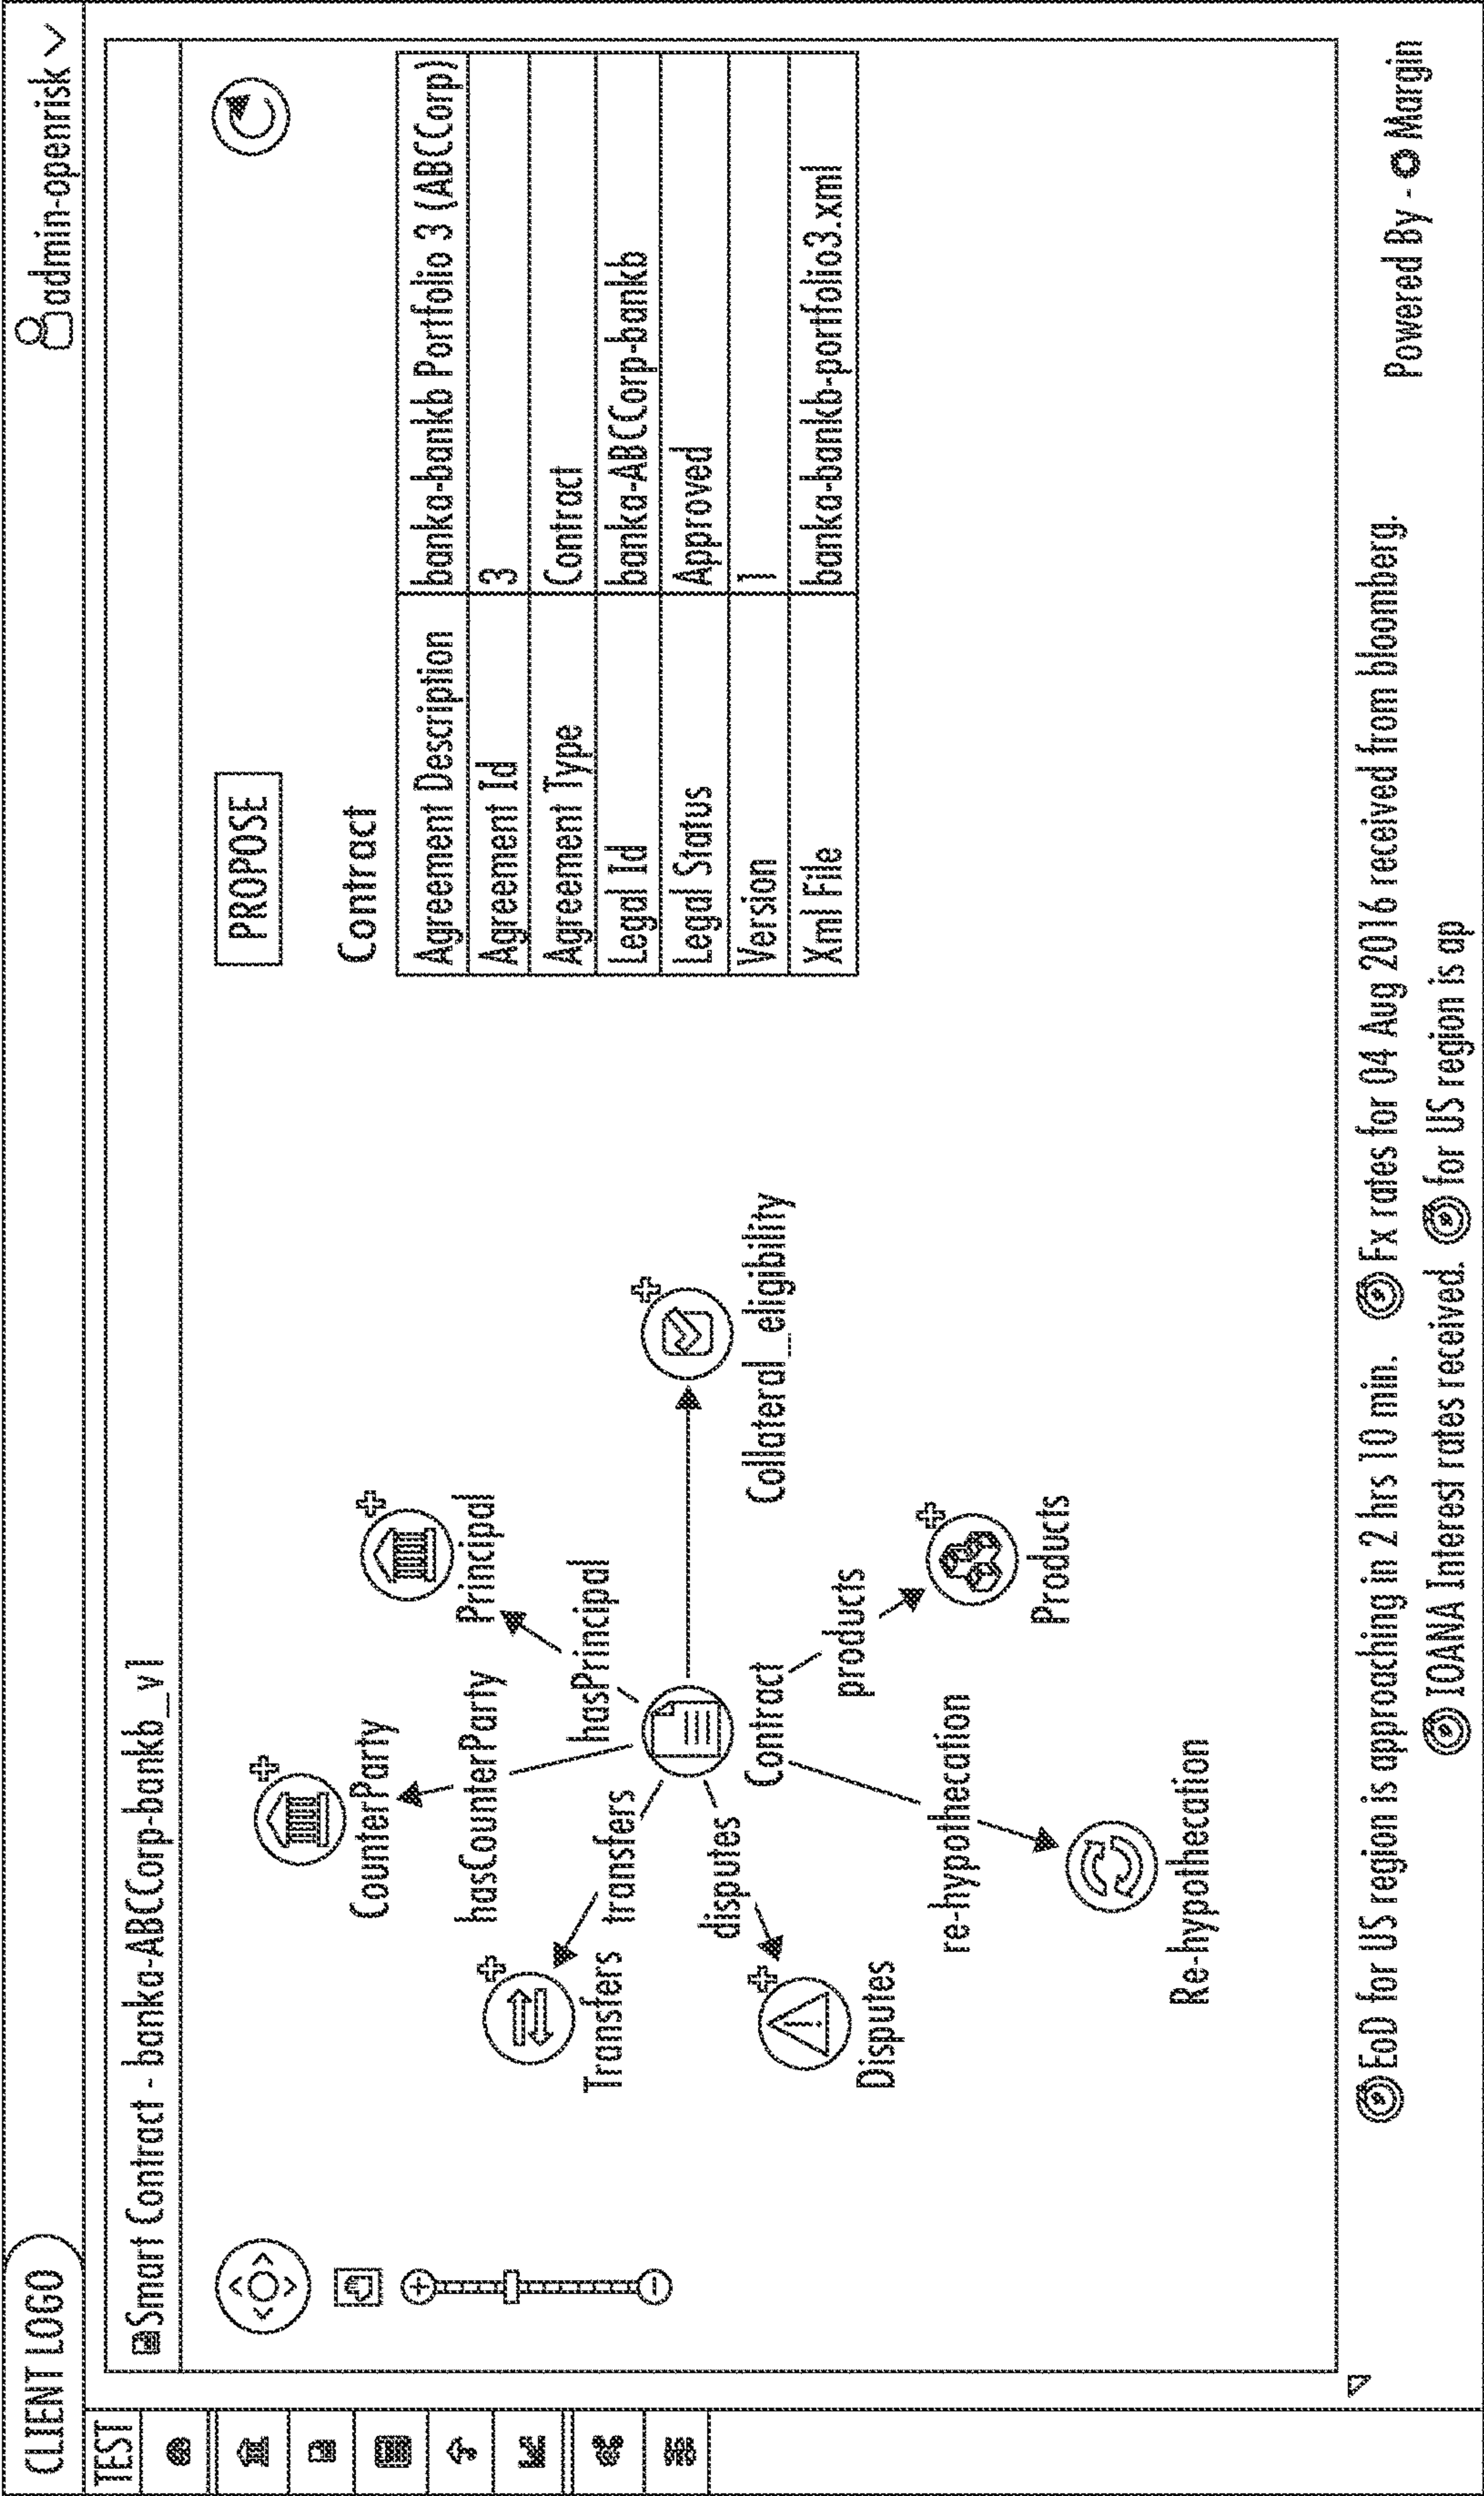 CLIENT LOGO
admin-openrisk
TEST
Smart Contract - banka-ABCCorp-bankb_v1
PROPOSE
Contract
Agreement Description banka-bankb Portfolio 3 (ABCCorp)
Agreement Id 3
Agreement Type Contract
Legal Id banka-ABCCorp-bankb
Legal Status Approved
Version 1
Xml File banka-bankb-portfolio3.xml
CounterParty
Principal
hasCounterParty
hasPrincipal
Transfers
transfers
disputes
Disputes
Contract
Collateral_eligibility
products
Products
re-hypothecation
Re-hypothecation
EoD for US region is approaching in 2 hrs 10 min. Fx rates for 04 Aug 2016 received from bloomberg.
IOANA Interest rates received. for US region is ap
Powered By - Margin